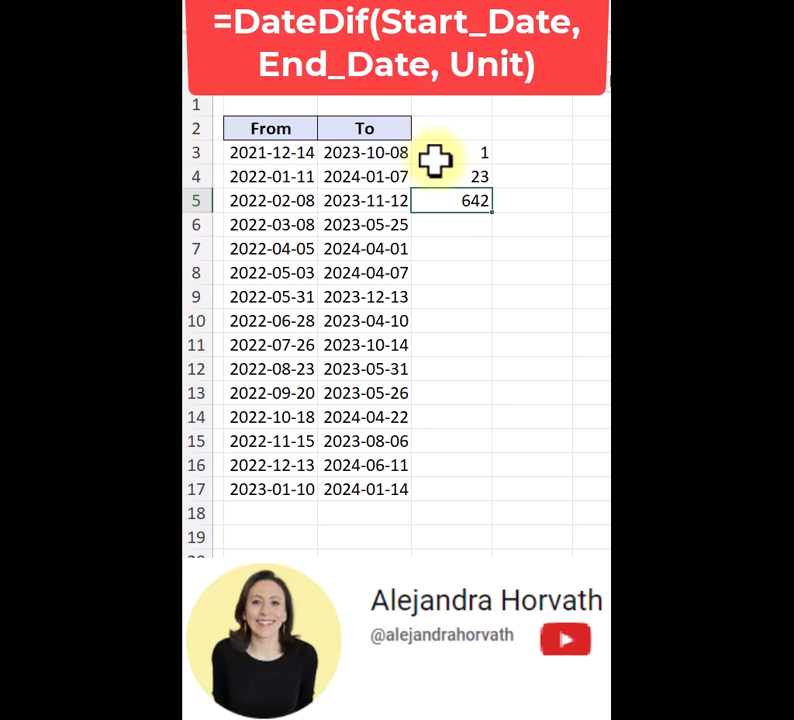 =DateDif(Start_Date,
End_Date, Unit)
1
2 From To
3 2021-12-14 2023-10-08 1
4 2022-01-11 2024-01-07 23
5 2022-02-08 2023-11-12 642
6 2022-03-08 2023-05-25
7 2022-04-05 2024-04-01
8 2022-05-03 2024-04-07
9 2022-05-31 2023-12-13
10 2022-06-28 2023-04-10
11 2022-07-26 2023-10-14
12 2022-08-23 2023-05-31
13 2022-09-20 2023-05-26
14 2022-10-18 2024-04-22
15 2022-11-15 2023-08-06
16 2022-12-13 2024-06-11
17 2023-01-10 2024-01-14
18
19
Alejandra Horvath
@alejandrahorvath